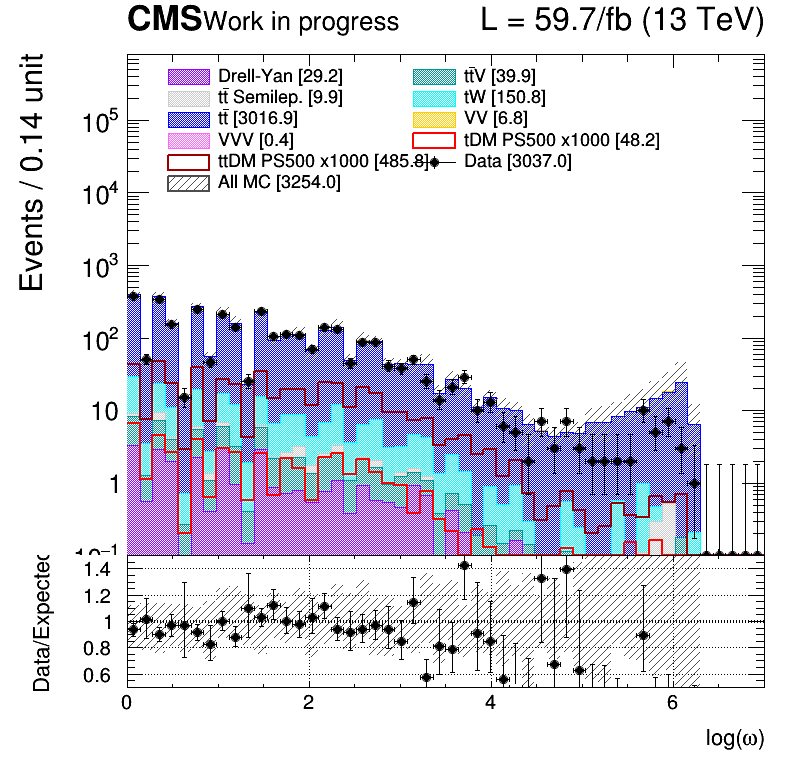 CMS Work in progress L = 59.7/fb (13 TeV)
Events / 0.14 unit
Drell-Yan [29.2] tt̄V [39.9]
tt̄ Semilep. [9.9] tW [150.8]
tt̄ [3016.9] VV [6.8]
VVV [0.4] tDM PS500 x1000 [48.2]
ttDM PS500 x1000 [485.8] Data [3037.0]
All MC [3254.0]
10⁵
10⁴
10³
10²
10
1
10⁻¹
Data/Expected
1.4
1.2
1
0.8
0.6
0 2 4 6
log(ω)